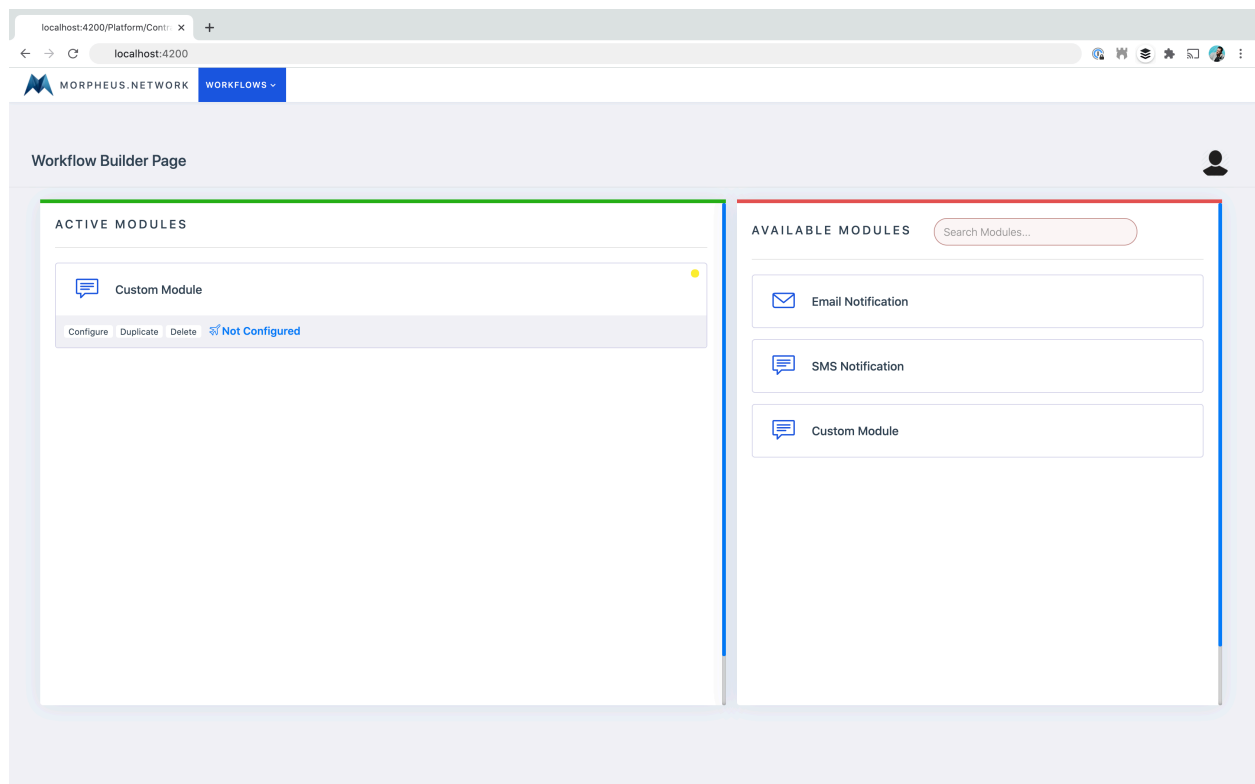 localhost:4200/Platform/Contr
localhost:4200
MORPHEUS.NETWORK
WORKFLOWS
Workflow Builder Page
ACTIVE MODULES
Custom Module
Configure Duplicate Delete Not Configured
AVAILABLE MODULES
Search Modules...
Email Notification
SMS Notification
Custom Module